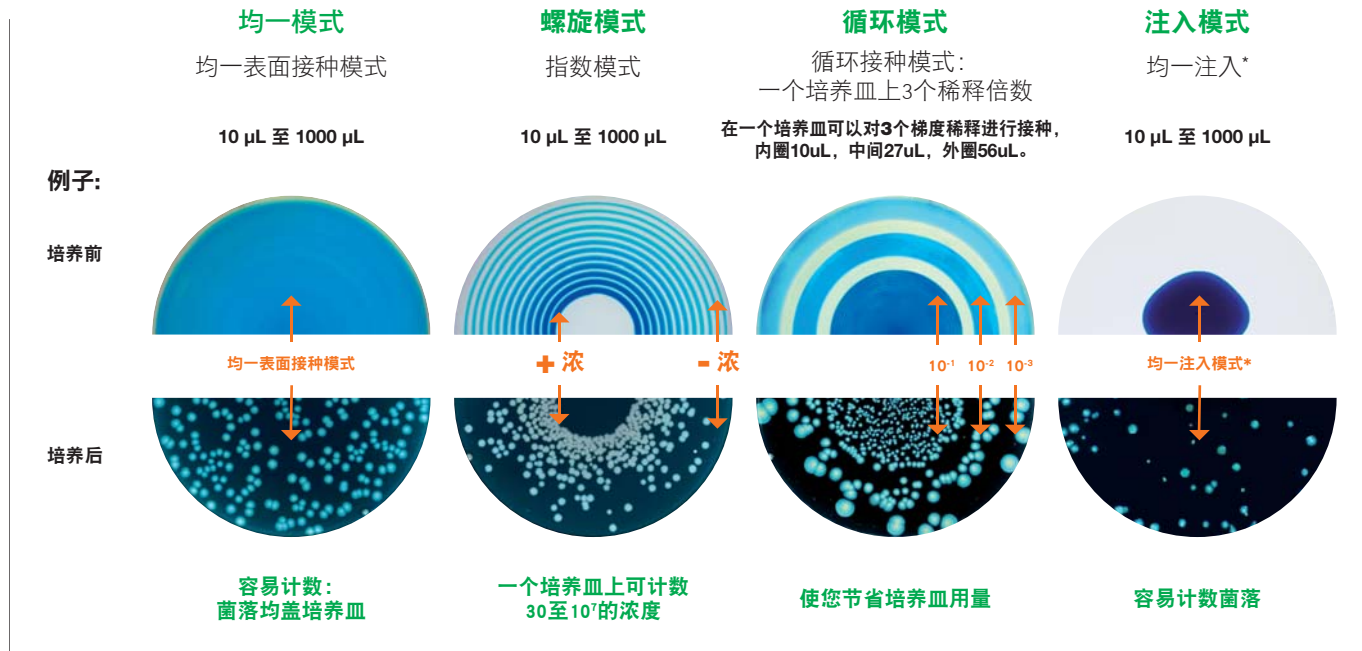 均一模式
均一表面接种模式
10 µL 至 1000 µL
螺旋模式
指数模式
10 µL 至 1000 µL
循环模式
循环接种模式：
一个培养皿上3个稀释倍数
在一个培养皿可以对3个梯度稀释进行接种，
内圈10uL，中间27uL，外圈56uL。
注入模式
均一注入*
10 µL 至 1000 µL
例子:
培养前
均一表面接种模式
+ 浓
- 浓
10⁻¹
10⁻²
10⁻³
均一注入模式*
培养后
容易计数：
菌落均盖培养皿
一个培养皿上可计数
30至10⁷的浓度
使您节省培养皿用量
容易计数菌落